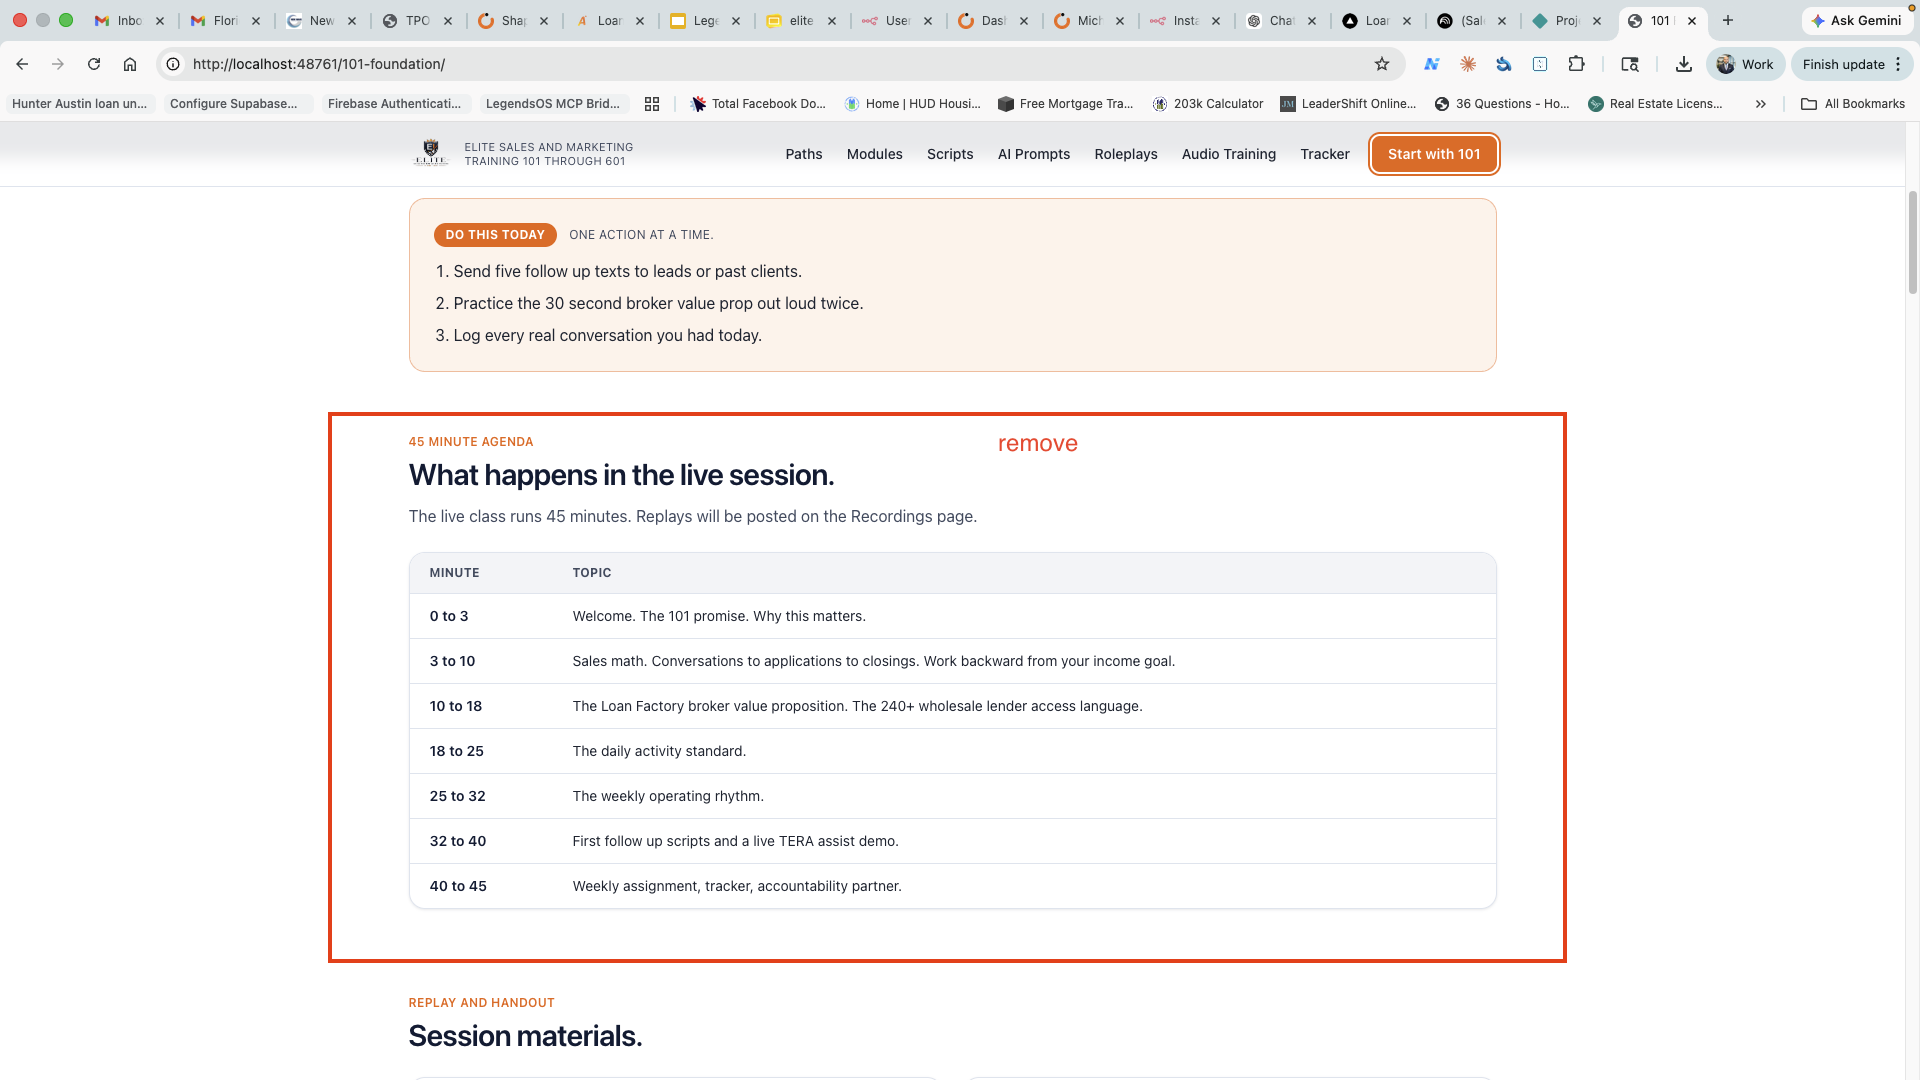 Inbo
Flori
New
TPO
Sha
Loar
Lege
elite
User
Dash
Mich
Insta
Cha
Loar
(Sal
Proj
101
Ask Gemini
http://localhost:48761/101-foundation/
Work
Finish update
Hunter Austin loan un...
Configure Supabase...
Firebase Authenticati...
LegendsOS MCP Brid...
Total Facebook Do...
Home | HUD Housi...
Free Mortgage Tra...
203k Calculator
JM
LeaderShift Online...
36 Questions - Ho...
Real Estate Licens...
All Bookmarks
ELITE
ELITE SALES AND MARKETING
TRAINING 101 THROUGH 601
Paths
Modules
Scripts
AI Prompts
Roleplays
Audio Training
Tracker
Start with 101
DO THIS TODAY
ONE ACTION AT A TIME.
1. Send five follow up texts to leads or past clients.
2. Practice the 30 second broker value prop out loud twice.
3. Log every real conversation you had today.
remove
45 MINUTE AGENDA
What happens in the live session.
The live class runs 45 minutes. Replays will be posted on the Recordings page.
MINUTE TOPIC
0 to 3 Welcome. The 101 promise. Why this matters.
3 to 10 Sales math. Conversations to applications to closings. Work backward from your income goal.
10 to 18 The Loan Factory broker value proposition. The 240+ wholesale lender access language.
18 to 25 The daily activity standard.
25 to 32 The weekly operating rhythm.
32 to 40 First follow up scripts and a live TERA assist demo.
40 to 45 Weekly assignment, tracker, accountability partner.
REPLAY AND HANDOUT
Session materials.